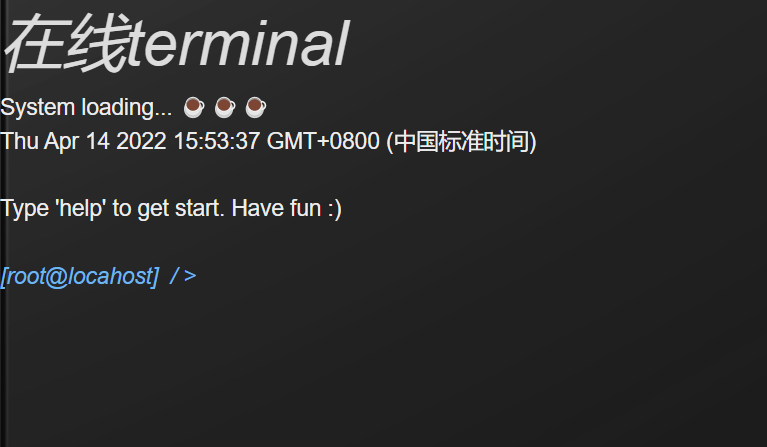 在线terminal
System loading... ☕ ☕ ☕
Thu Apr 14 2022 15:53:37 GMT+0800 (中国标准时间)
Type 'help' to get start. Have fun :)
[root@locahost] / >